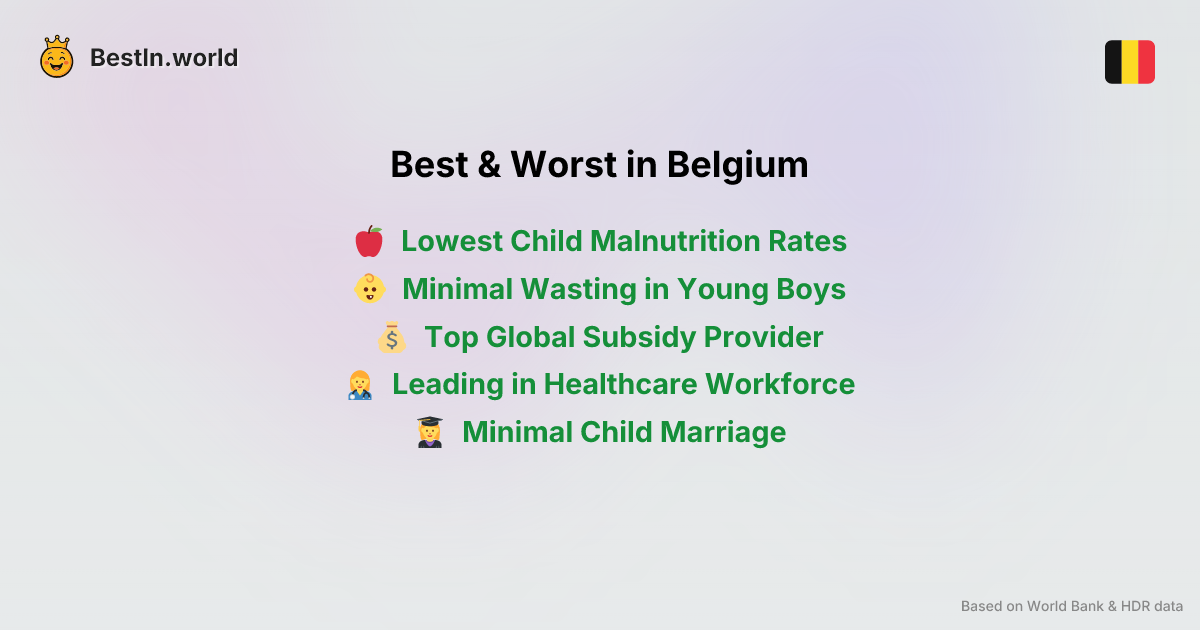 BestIn.world
Best & Worst in Belgium
Lowest Child Malnutrition Rates
Minimal Wasting in Young Boys
Top Global Subsidy Provider
Leading in Healthcare Workforce
Minimal Child Marriage
Based on World Bank & HDR data